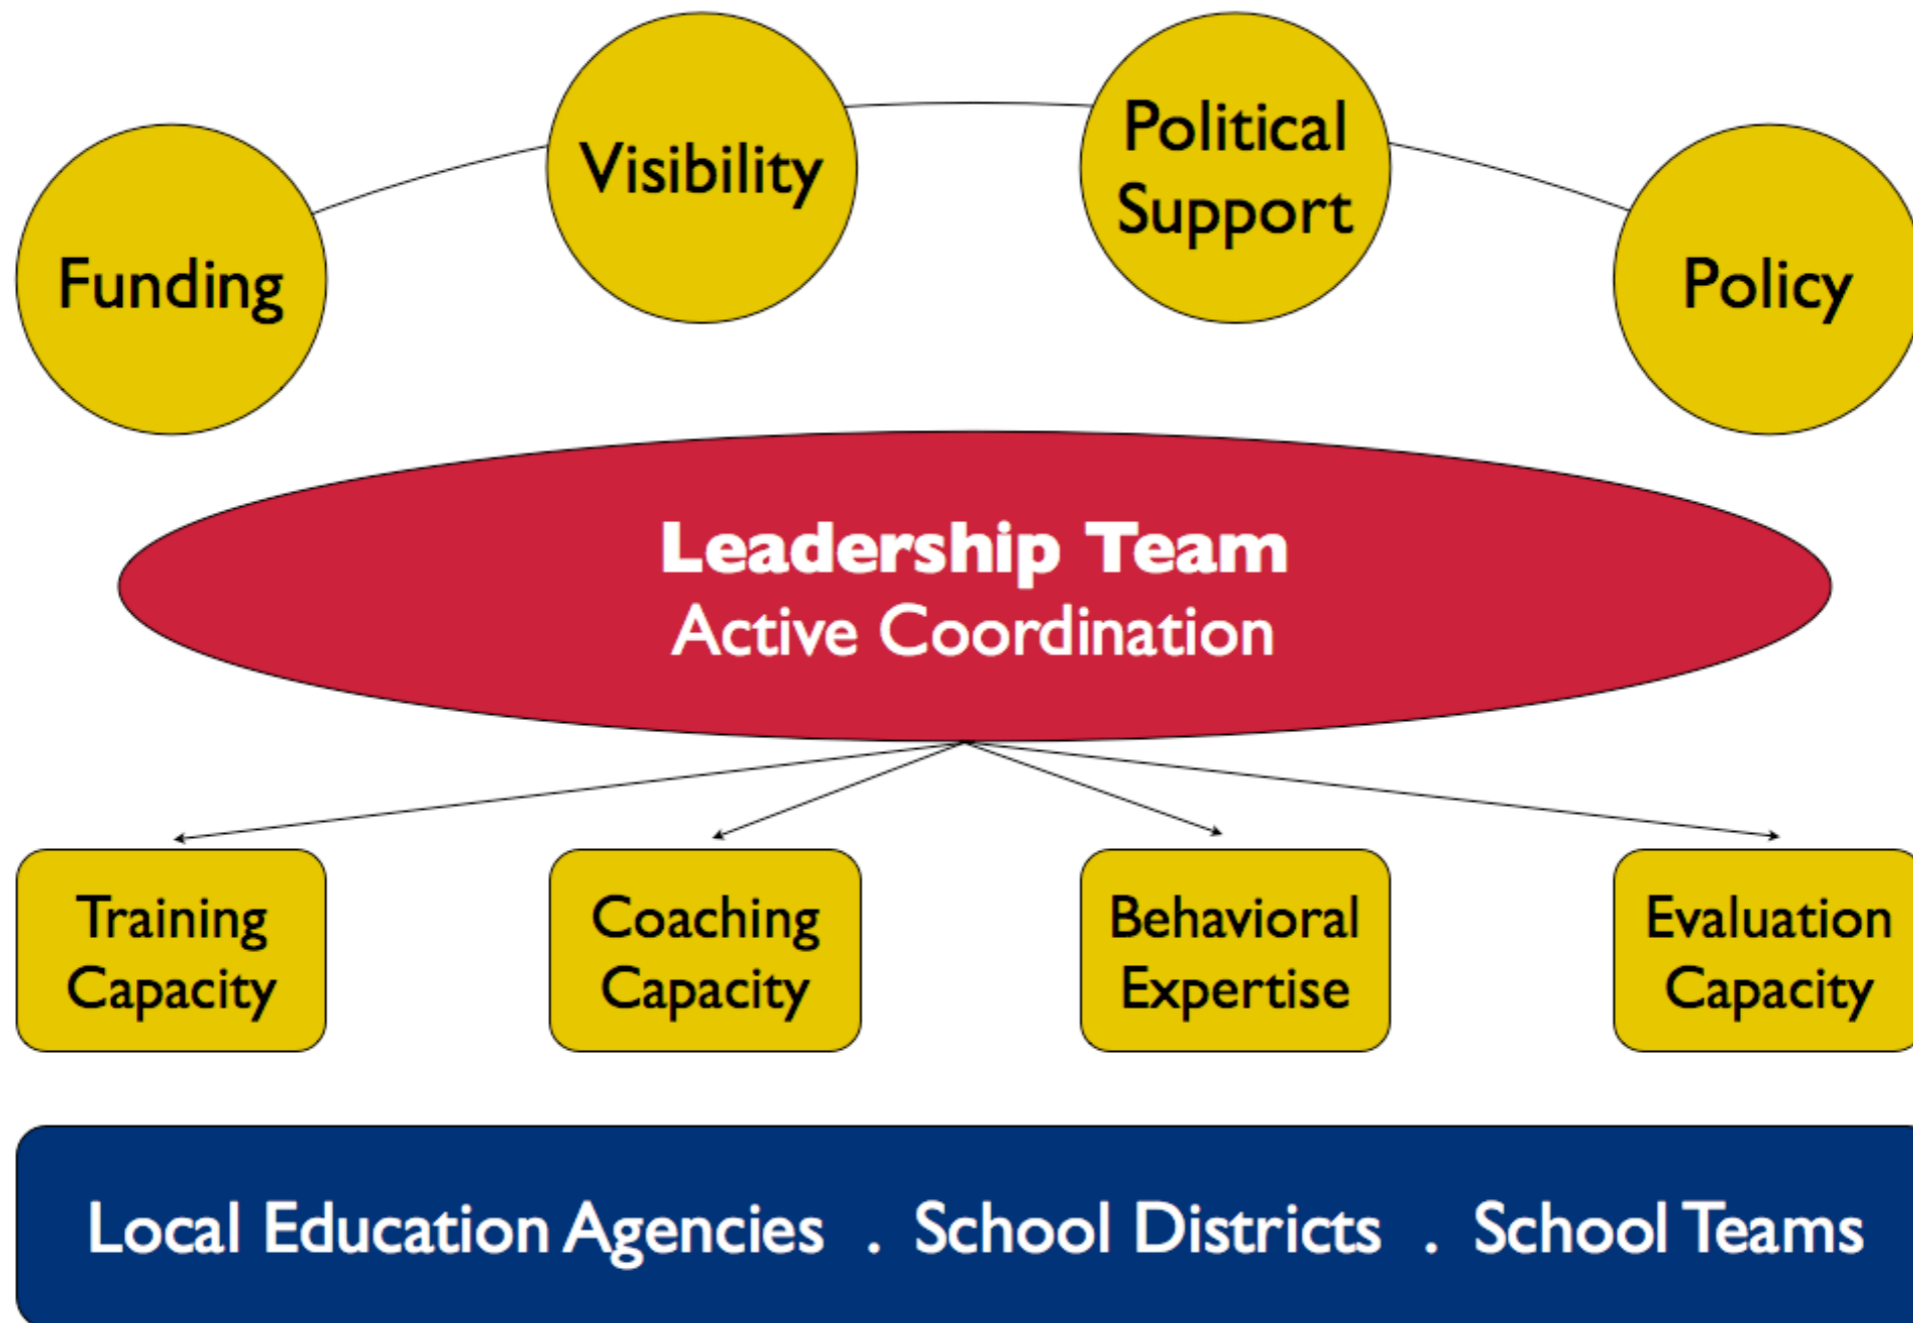 Funding
Visibility
Political
Support
Policy
Leadership Team
Active Coordination
Training
Capacity
Coaching
Capacity
Behavioral
Expertise
Evaluation
Capacity
Local Education Agencies . School Districts . School Teams